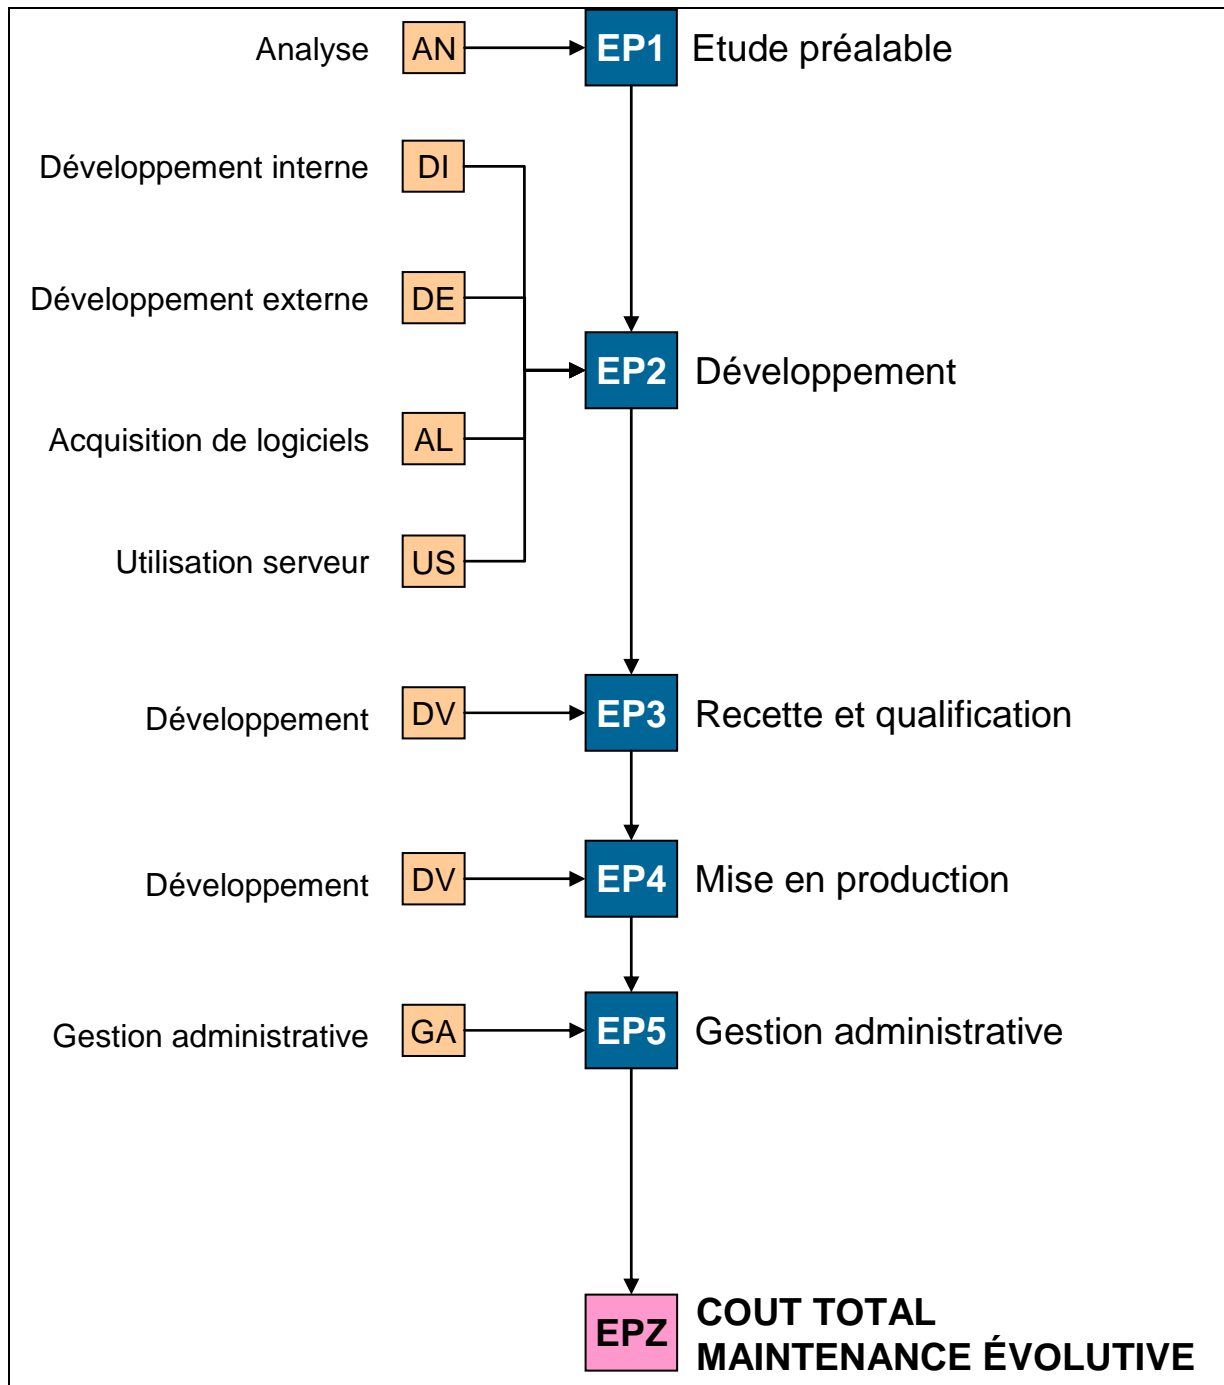 Analyse AN EP1 Etude préalable
Développement interne DI
Développement externe DE
EP2 Développement
Acquisition de logiciels AL
Utilisation serveur US
Développement DV EP3 Recette et qualification
Développement DV EP4 Mise en production
Gestion administrative GA EP5 Gestion administrative
EPZ COUT TOTAL
MAINTENANCE ÉVOLUTIVE